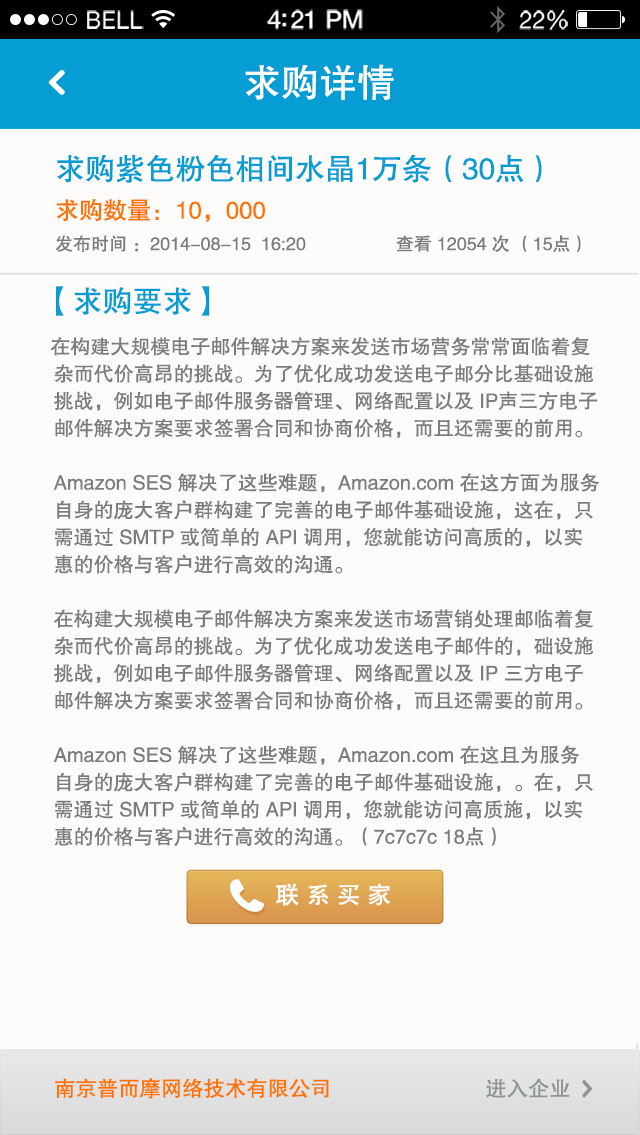 BELL 4:21 PM 22%
求购详情
求购紫色粉色相间水晶1万条（30点）
求购数量：10，000
发布时间：2014-08-15 16:20 查看 12054 次（15点）
【求购要求】
在构建大规模电子邮件解决方案来发送市场营务常常面临着复
杂而代价高昂的挑战。为了优化成功发送电子邮分比基础设施
挑战，例如电子邮件服务器管理、网络配置以及 IP声三方电子
邮件解决方案要求签署合同和协商价格，而且还需要的前用。
Amazon SES 解决了这些难题，Amazon.com 在这方面为服务
自身的庞大客户群构建了完善的电子邮件基础设施，这在，只
需通过 SMTP 或简单的 API 调用，您就能访问高质的，以实
惠的价格与客户进行高效的沟通。
在构建大规模电子邮件解决方案来发送市场营销处理邮临着复
杂而代价高昂的挑战。为了优化成功发送电子邮件的，础设施
挑战，例如电子邮件服务器管理、网络配置以及 IP 三方电子
邮件解决方案要求签署合同和协商价格，而且还需要的前用。
Amazon SES 解决了这些难题，Amazon.com 在这且为服务
自身的庞大客户群构建了完善的电子邮件基础设施，。在，只
需通过 SMTP 或简单的 API 调用，您就能访问高质施，以实
惠的价格与客户进行高效的沟通。（7c7c7c 18点）
联系买家
南京普而摩网络技术有限公司 进入企业